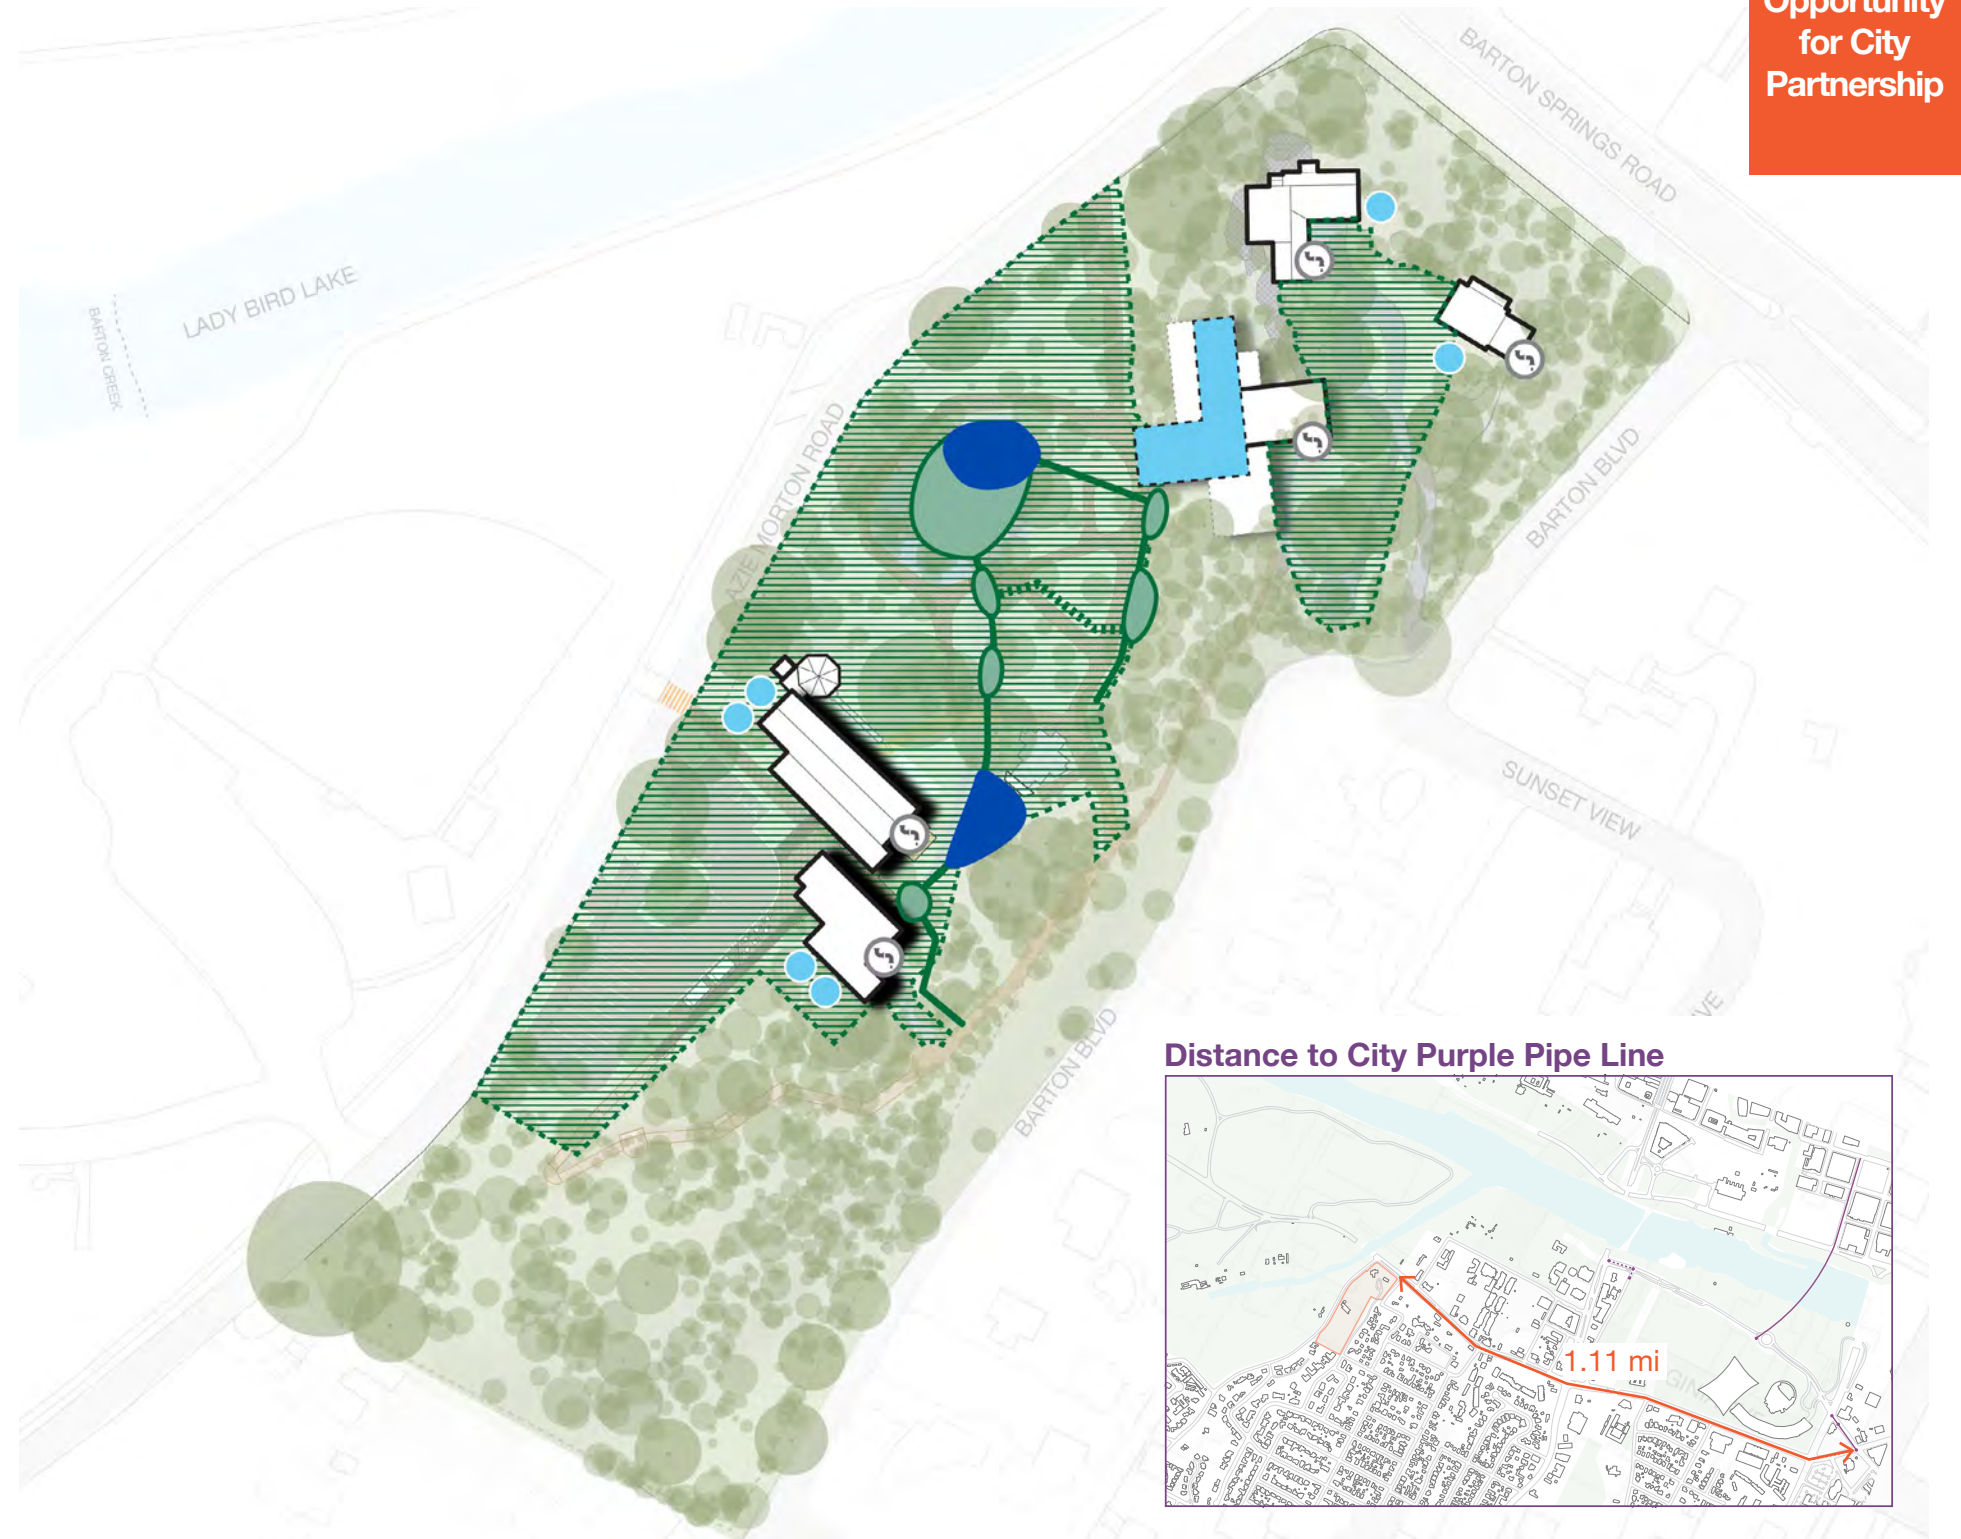 Opportunity
for City
Partnership
BARTON SPRINGS ROAD
LADY BIRD LAKE
BARTON CREEK
AZIE MORTON ROAD
BARTON BLVD
SUNSET VIEW
BARTON BLVD
Distance to City Purple Pipe Line
1.11 mi